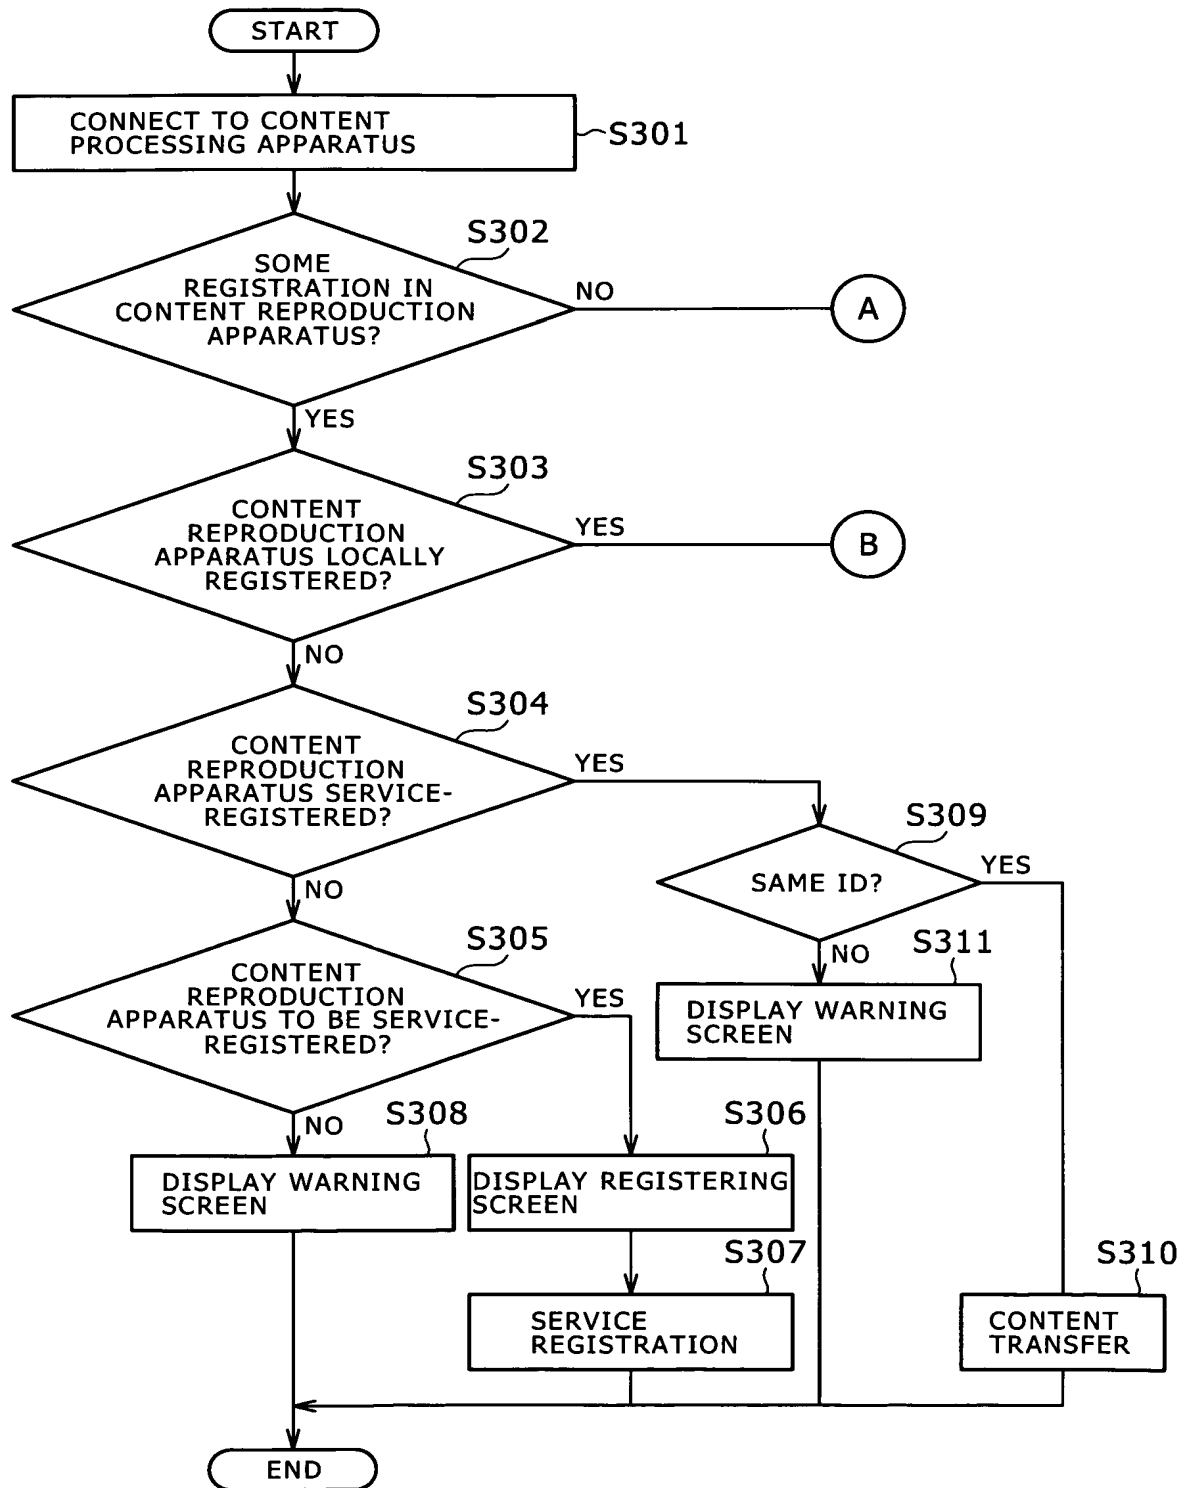 START
CONNECT TO CONTENT
PROCESSING APPARATUS
S301
S302
SOME
REGISTRATION IN
CONTENT REPRODUCTION
APPARATUS?
NO
A
YES
S303
CONTENT
REPRODUCTION
APPARATUS LOCALLY
REGISTERED?
YES
B
NO
S304
CONTENT
REPRODUCTION
APPARATUS SERVICE-
REGISTERED?
YES
S309
SAME ID?
YES
NO
NO
S305
CONTENT
REPRODUCTION
APPARATUS TO BE SERVICE-
REGISTERED?
YES
S311
DISPLAY WARNING
SCREEN
NO
S308
DISPLAY WARNING
SCREEN
S306
DISPLAY REGISTERING
SCREEN
S307
SERVICE
REGISTRATION
S310
CONTENT
TRANSFER
END